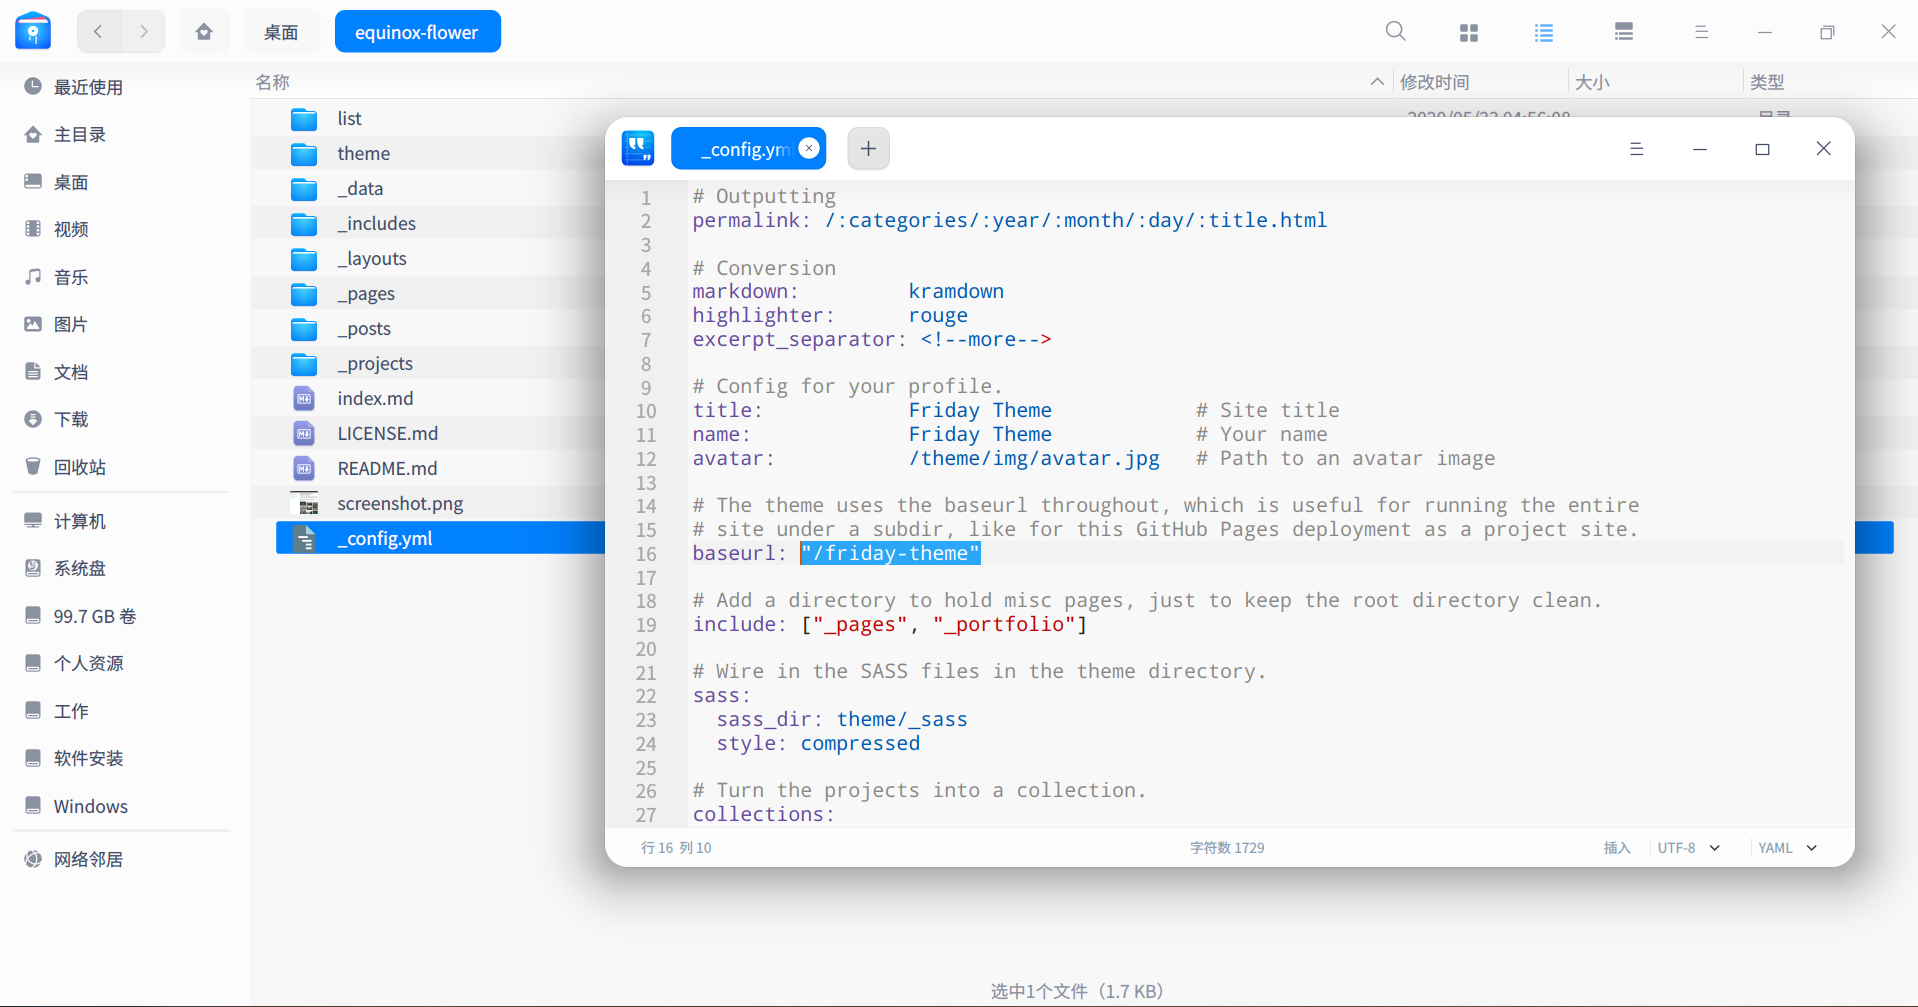 桌面
equinox-flower
最近使用
主目录
桌面
视频
音乐
图片
文档
下载
回收站
计算机
系统盘
99.7 GB 卷
个人资源
工作
软件安装
Windows
网络邻居
名称
修改时间
大小
类型
list
theme
_data
_includes
_layouts
_pages
_posts
_projects
index.md
LICENSE.md
README.md
screenshot.png
_config.yml
_config.ym
1 # Outputting
2 permalink: /:categories/:year/:month/:day/:title.html
3
4 # Conversion
5 markdown: kramdown
6 highlighter: rouge
7 excerpt_separator: <!--more-->
8
9 # Config for your profile.
10 title: Friday Theme # Site title
11 name: Friday Theme # Your name
12 avatar: /theme/img/avatar.jpg # Path to an avatar image
13
14 # The theme uses the baseurl throughout, which is useful for running the entire
15 # site under a subdir, like for this GitHub Pages deployment as a project site.
16 baseurl: "/friday-theme"
17
18 # Add a directory to hold misc pages, just to keep the root directory clean.
19 include: ["_pages", "_portfolio"]
20
21 # Wire in the SASS files in the theme directory.
22 sass:
23 sass_dir: theme/_sass
24 style: compressed
25
26 # Turn the projects into a collection.
27 collections:
行 16 列 10
字符数 1729
插入
UTF-8
YAML
选中1个文件（1.7 KB）